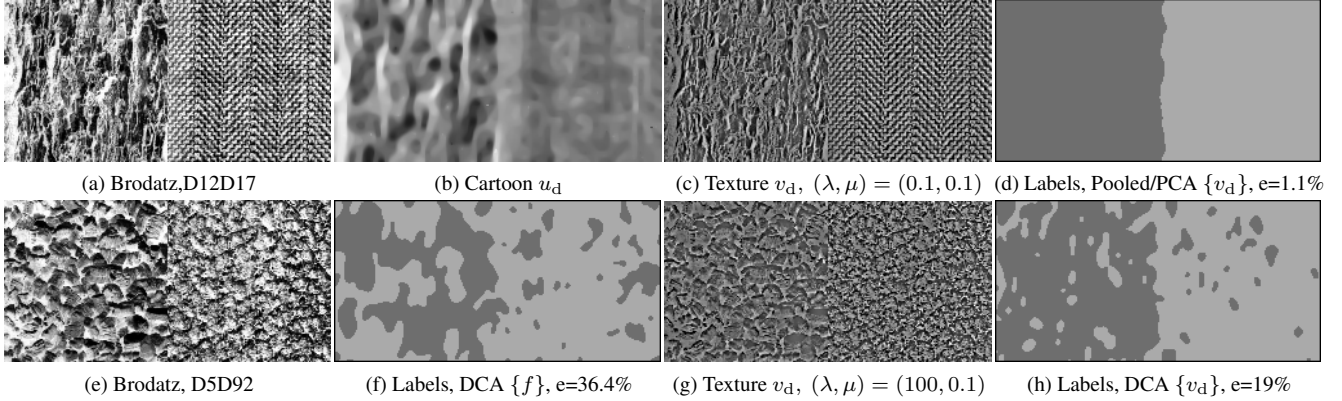 (a) Brodatz,D12D17
(b) Cartoon u_d
(c) Texture v_d, (λ, μ) = (0.1, 0.1)
(d) Labels, Pooled/PCA {v_d}, e=1.1%
(e) Brodatz, D5D92
(f) Labels, DCA {f}, e=36.4%
(g) Texture v_d, (λ, μ) = (100, 0.1)
(h) Labels, DCA {v_d}, e=19%